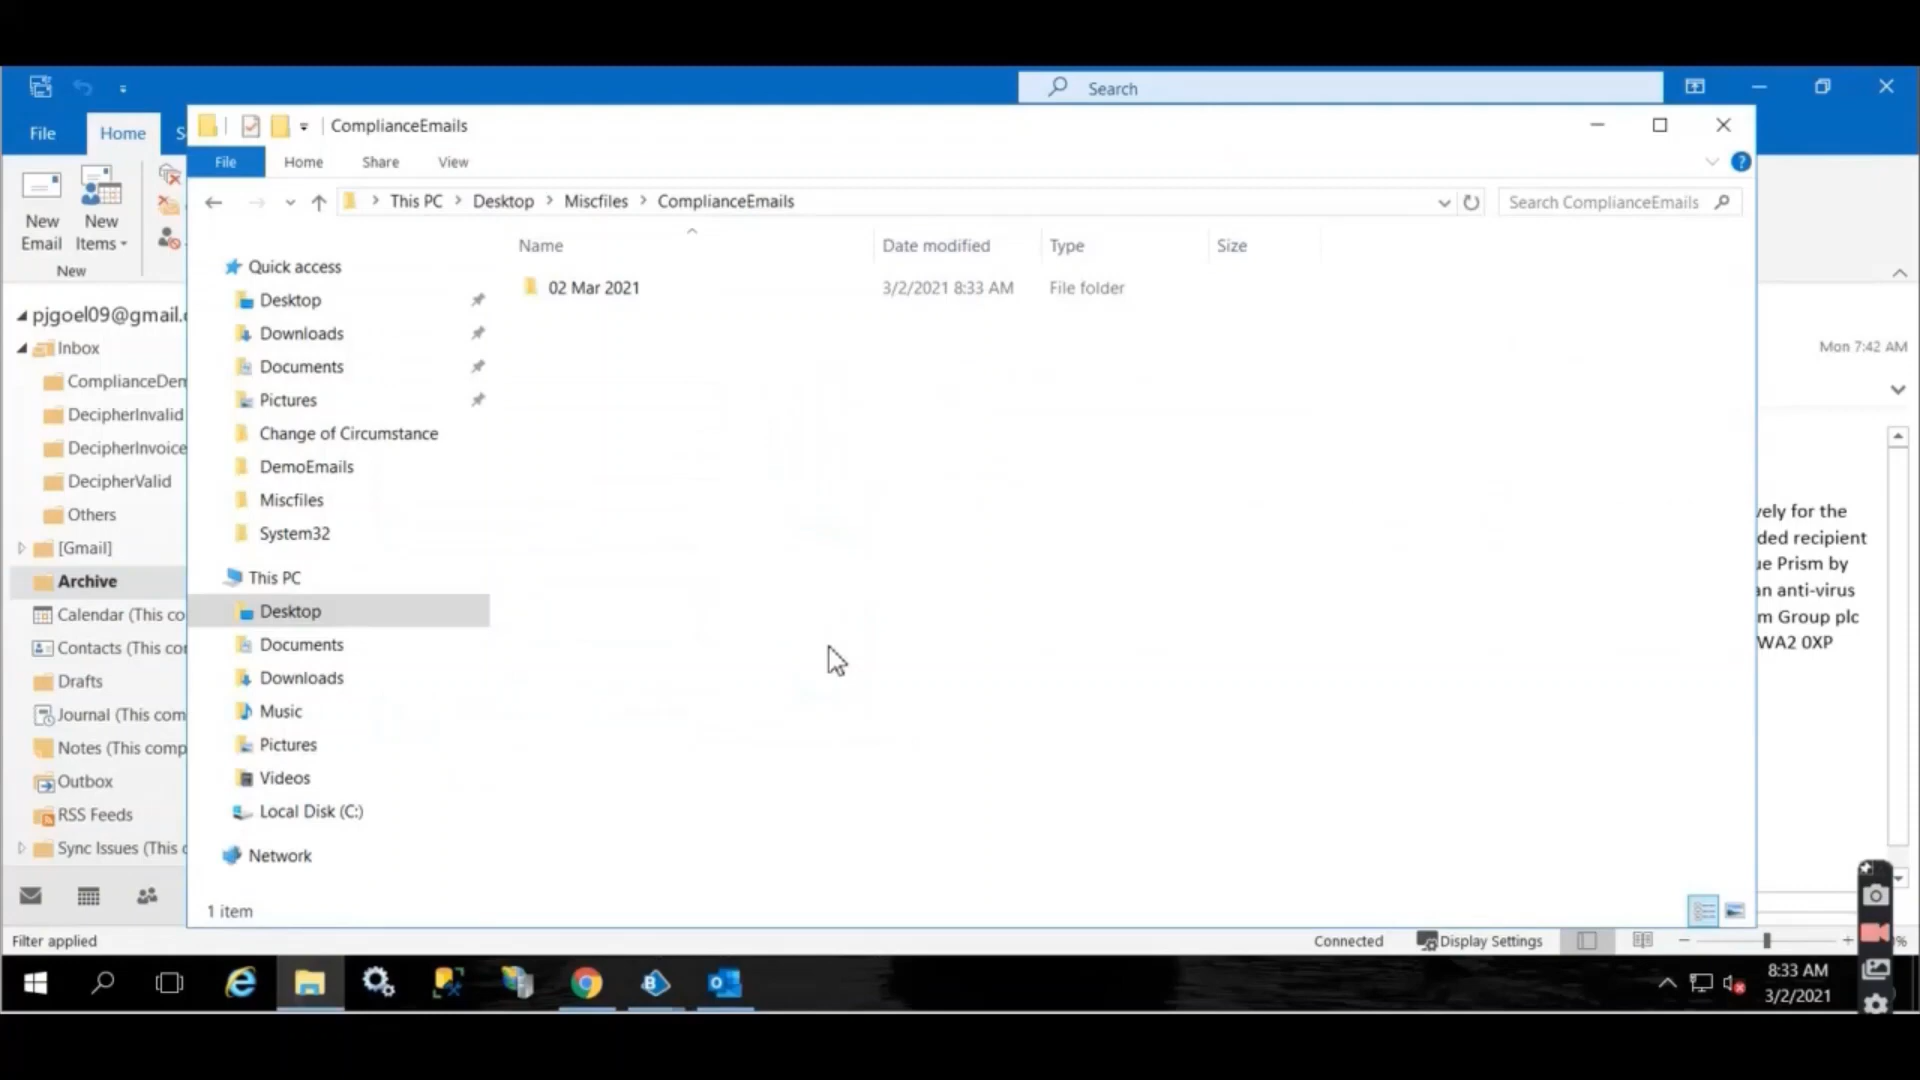 Search
File
Home
ComplianceEmails
File
Home
Share
View
New Email
New Items
New
This PC
Desktop
Miscfiles
ComplianceEmails
Search ComplianceEmails
Name
Date modified
Type
Size
02 Mar 2021
3/2/2021 8:33 AM
File folder
Quick access
Desktop
Downloads
Documents
Pictures
Change of Circumstance
DemoEmails
Miscfiles
System32
This PC
Desktop
Documents
Downloads
Music
Pictures
Videos
Local Disk (C:)
Network
1 item
pjgoel09@gmail.
Inbox
ComplianceDem
DecipherInvalid
DecipherInvoice
DecipherValid
Others
[Gmail]
Archive
Calendar (This co
Contacts (This co
Drafts
Journal (This com
Notes (This comp
Outbox
RSS Feeds
Sync Issues (This
Mon 7:42 AM
vely for the
ded recipient
ue Prism by
an anti-virus
m Group plc
WA2 0XP
Filter applied
Connected
Display Settings
8:33 AM
3/2/2021